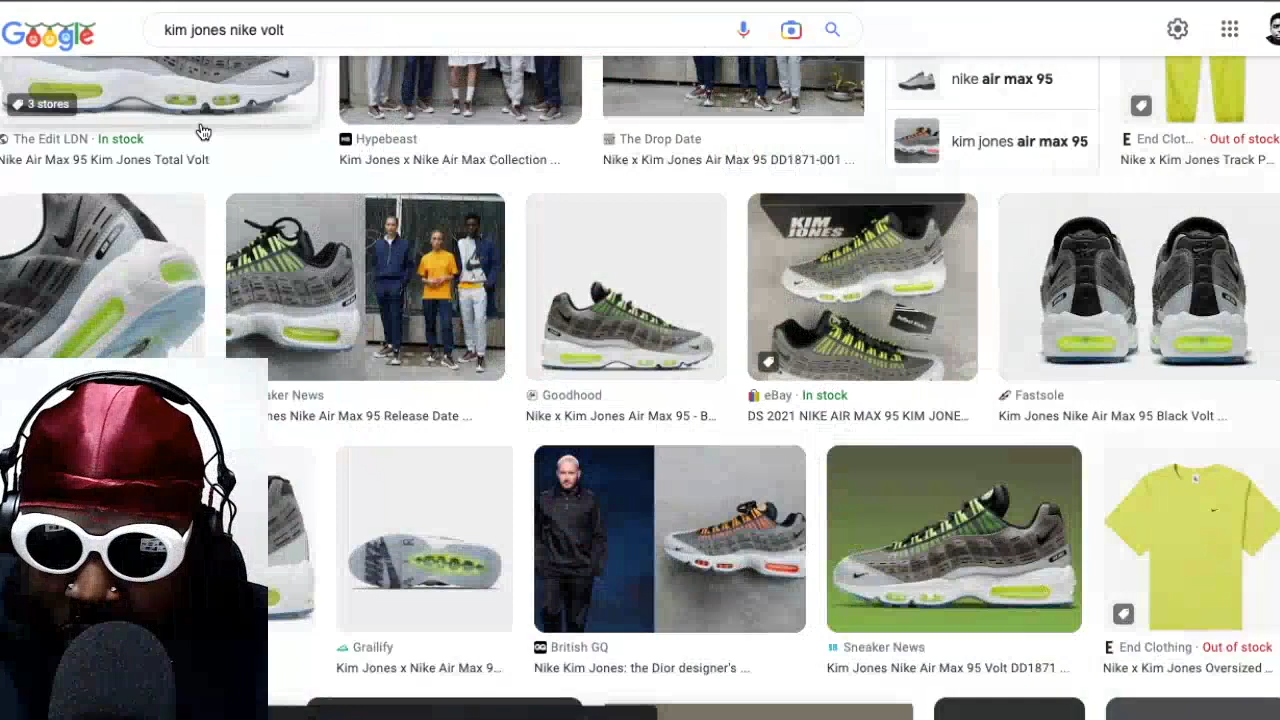 Google
kim jones nike volt
nike air max 95
3 stores
The Edit LDN · In stock
Hypebeast
The Drop Date
kim jones air max 95
End Clot... · Out of stock
Nike Air Max 95 Kim Jones Total Volt
Kim Jones x Nike Air Max Collection ...
Nike x Kim Jones Air Max 95 DD1871-001 ...
Nike x Kim Jones Track P...
KIM
JONES
aker News
Goodhood
eBay · In stock
Fastsole
nes Nike Air Max 95 Release Date ...
Nike x Kim Jones Air Max 95 - B...
DS 2021 NIKE AIR MAX 95 KIM JONE...
Kim Jones Nike Air Max 95 Black Volt ...
Grailify
GQ British GQ
Sneaker News
End Clothing · Out of stock
Kim Jones x Nike Air Max 9...
Nike Kim Jones: the Dior designer's ...
Kim Jones Nike Air Max 95 Volt DD1871 ...
Nike x Kim Jones Oversized ...